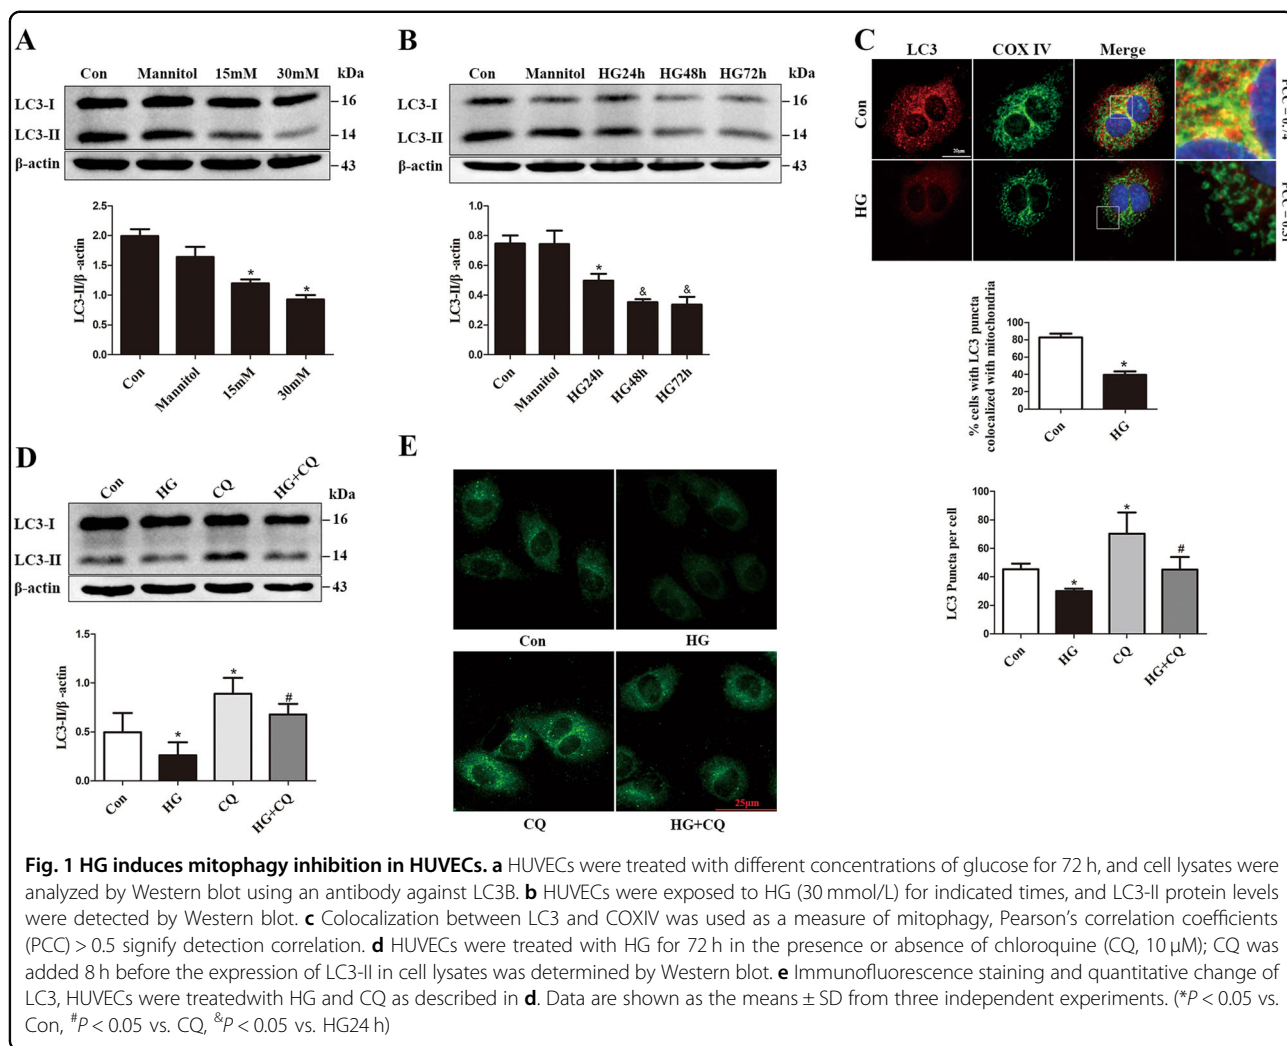 A
Con Mannitol 15mM 30mM kDa
LC3-I 16
LC3-II 14
β-actin 43
2.5
2.0
1.5
1.0
0.5
0.0
LC3-II/β -actin
* *
Con Mannitol 15mM 30mM
B
Con Mannitol HG24h HG48h HG72h kDa
LC3-I 16
LC3-II 14
β-actin 43
0.8
0.6
0.4
0.2
0.0
LC3-II/β -actin
* & &
Con Mannitol HG24h HG48h HG72h
C
LC3 COX IV Merge
Con
20μm
HG
100
80
60
40
20
0
% cells with LC3 puncta
colocalized with mitochondria
*
Con HG
D
Con HG CQ HG+CQ kDa
LC3-I 16
LC3-II 14
β-actin 43
1.5
1.0
0.5
0.0
LC3-II/β -actin
* * #
Con HG CQ HG+CQ
E
Con HG
25μm
CQ HG+CQ
100
80
60
40
20
0
LC3 Puncta per cell
* * #
Con HG CQ HG+CQ
Fig. 1 HG induces mitophagy inhibition in HUVECs. a HUVECs were treated with different concentrations of glucose for 72 h, and cell lysates were
analyzed by Western blot using an antibody against LC3B. b HUVECs were exposed to HG (30 mmol/L) for indicated times, and LC3-II protein levels
were detected by Western blot. c Colocalization between LC3 and COXIV was used as a measure of mitophagy, Pearson's correlation coefficients
(PCC) > 0.5 signify detection correlation. d HUVECs were treated with HG for 72 h in the presence or absence of chloroquine (CQ, 10 μM); CQ was
added 8 h before the expression of LC3-II in cell lysates was determined by Western blot. e Immunofluorescence staining and quantitative change of
LC3, HUVECs were treatedwith HG and CQ as described in d. Data are shown as the means ± SD from three independent experiments. (*P < 0.05 vs.
Con, #P < 0.05 vs. CQ, &P < 0.05 vs. HG24 h)